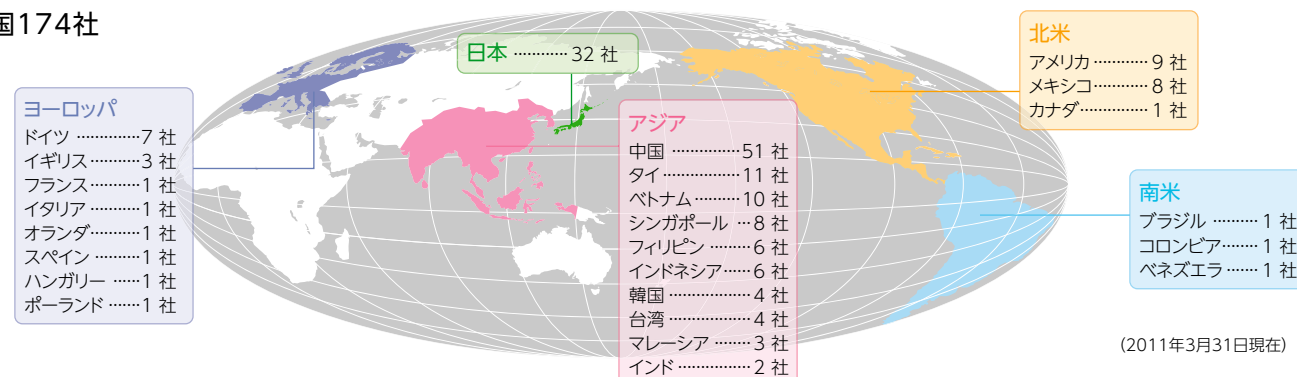 国174社
日本 ………… 32 社
北米
アメリカ ………… 9 社
メキシコ ………… 8 社
カナダ ………… 1 社
ヨーロッパ
ドイツ ………… 7 社
イギリス ………… 3 社
フランス ………… 1 社
イタリア ………… 1 社
オランダ ………… 1 社
スペイン ………… 1 社
ハンガリー …… 1 社
ポーランド …… 1 社
アジア
中国 ………… 51 社
タイ ………… 11 社
ベトナム ………… 10 社
シンガポール … 8 社
フィリピン ……… 6 社
インドネシア …… 6 社
韓国 ………… 4 社
台湾 ………… 4 社
マレーシア ……… 3 社
インド ………… 2 社
南米
ブラジル ……… 1 社
コロンビア ……… 1 社
ベネズエラ ……… 1 社
(2011年3月31日現在)